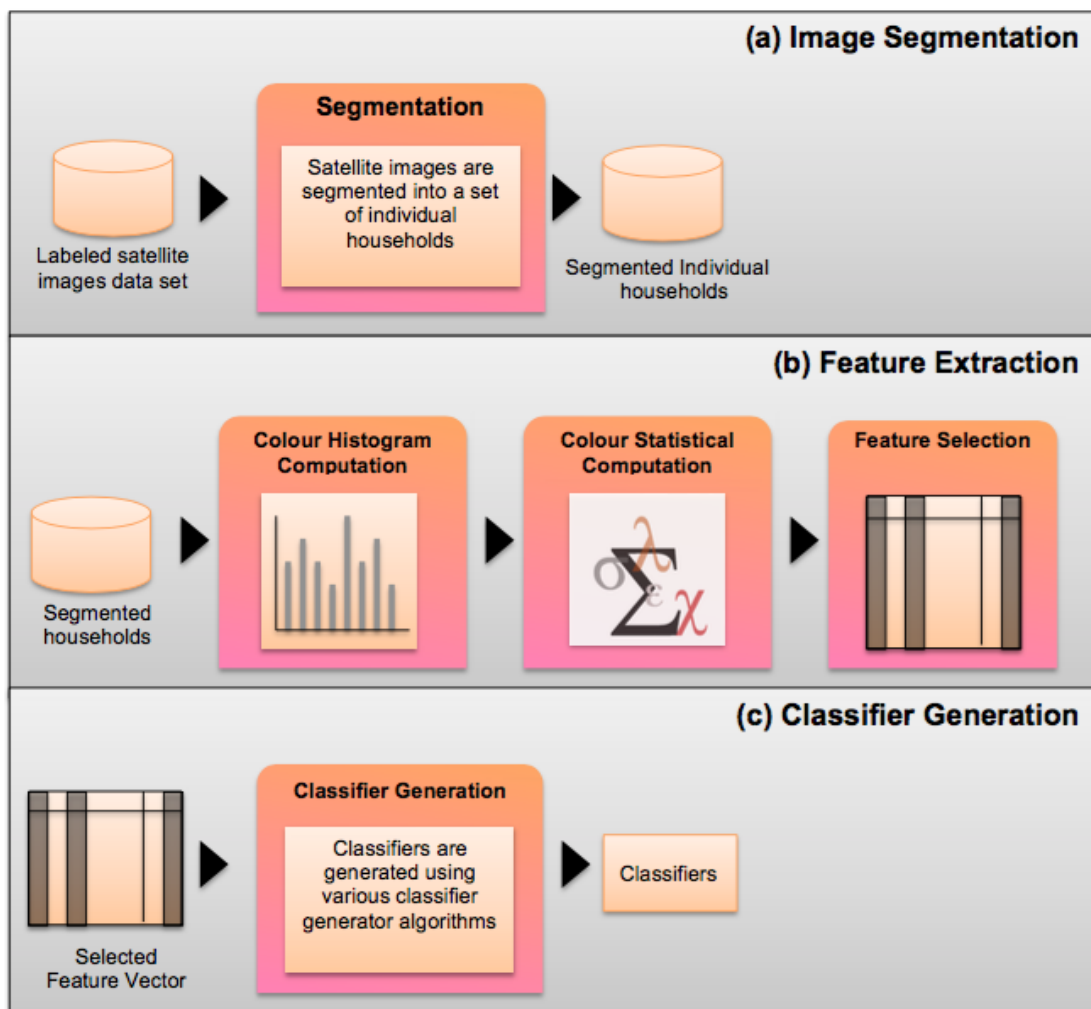 (a) Image Segmentation
Segmentation
Satellite images are
segmented into a set
of individual
households
Labeled satellite
images data set
Segmented Individual
households
(b) Feature Extraction
Colour Histogram
Computation
Colour Statistical
Computation
Feature Selection
σ λ Σ ε χ
Segmented
households
(c) Classifier Generation
Classifier Generation
Classifiers are
generated using
various classifier
generator algorithms
Classifiers
Selected
Feature Vector